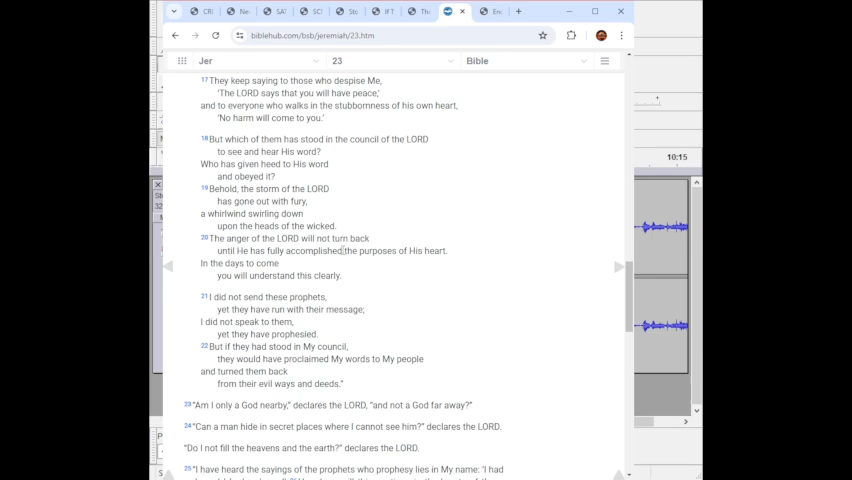 CR
Ne
SAT
SC
Sto
If T
Th
En
biblehub.com/bsb/jeremiah/23.htm
Jer 23 Bible
17 They keep saying to those who despise Me,
‘The LORD says that you will have peace,’
and to everyone who walks in the stubbornness of his own heart,
‘No harm will come to you.’
18 But which of them has stood in the council of the LORD
to see and hear His word?
Who has given heed to His word
and obeyed it?
19 Behold, the storm of the LORD
has gone out with fury,
a whirlwind swirling down
upon the heads of the wicked.
20 The anger of the LORD will not turn back
until He has fully accomplished the purposes of His heart.
In the days to come
you will understand this clearly.
21 I did not send these prophets,
yet they have run with their message;
I did not speak to them,
yet they have prophesied.
22 But if they had stood in My council,
they would have proclaimed My words to My people
and turned them back
from their evil ways and deeds.”
23 “Am I only a God nearby,” declares the LORD, “and not a God far away?”
24 “Can a man hide in secret places where I cannot see him?” declares the LORD.
“Do I not fill the heavens and the earth?” declares the LORD.
25 “I have heard the sayings of the prophets who prophesy lies in My name: ‘I had
10:15